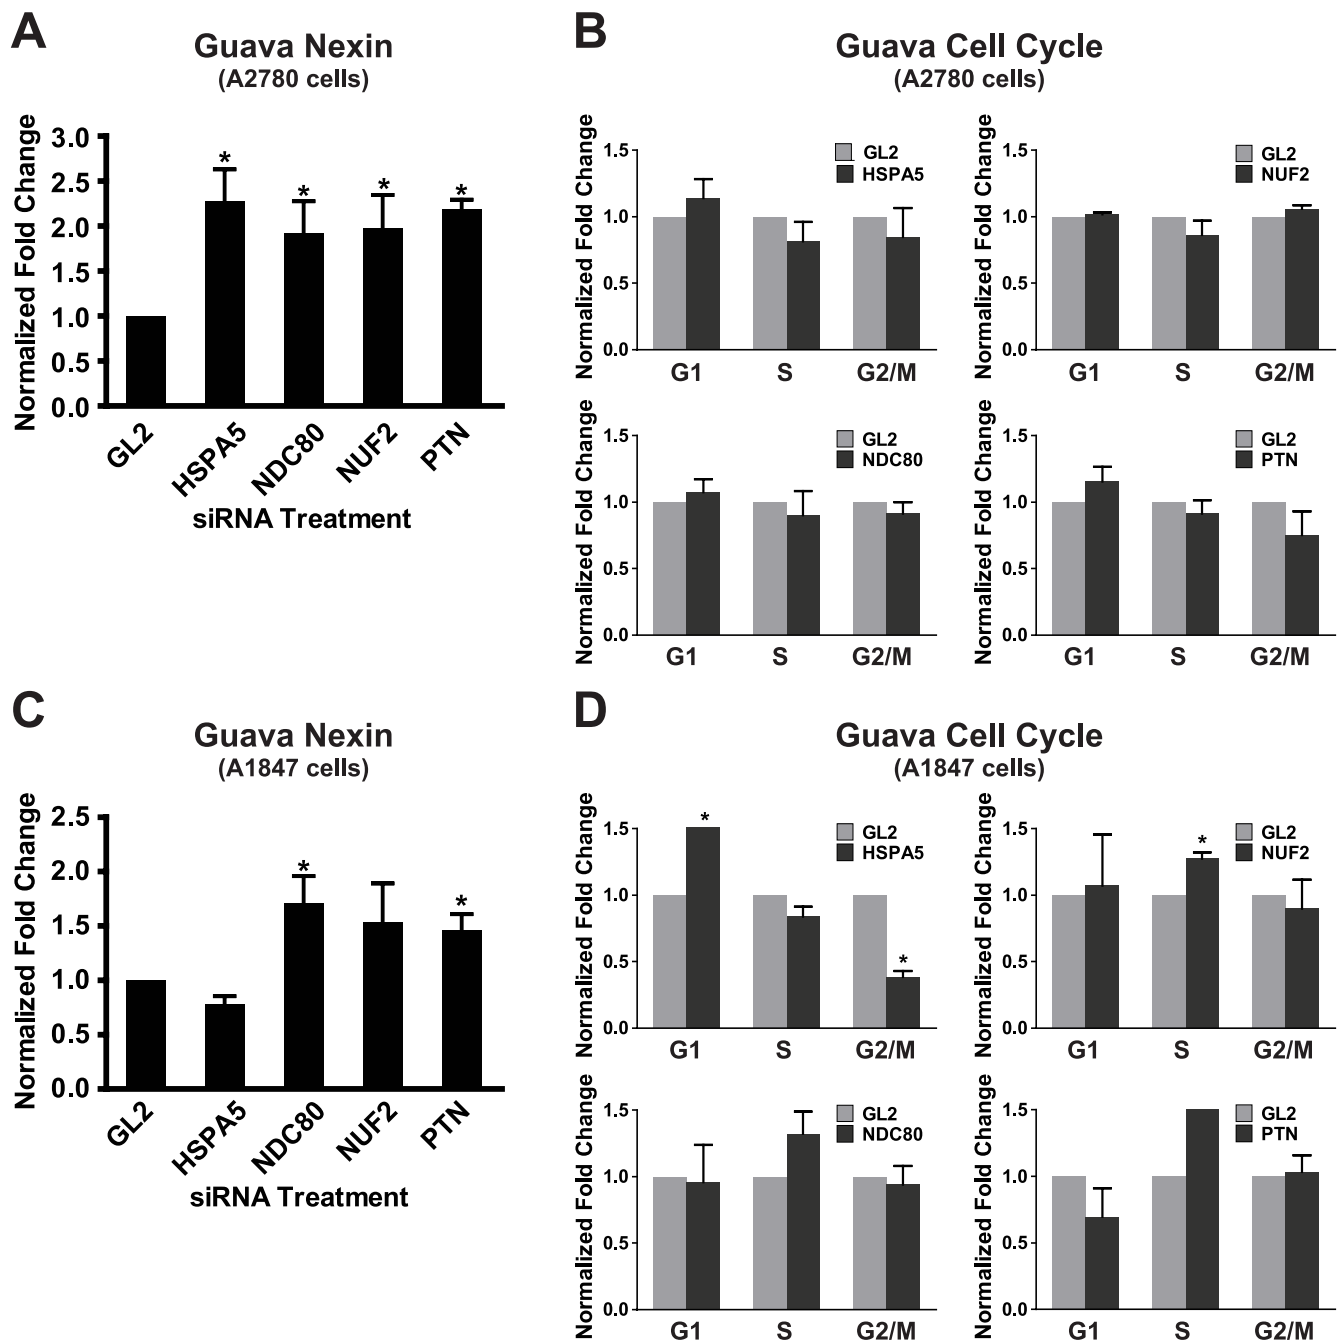 A
Guava Nexin
(A2780 cells)
Normalized Fold Change
3.0
2.5
2.0
1.5
1.0
0.5
0.0
*
*
*
*
GL2
HSPA5
NDC80
NUF2
PTN
siRNA Treatment
B
Guava Cell Cycle
(A2780 cells)
Normalized Fold Change
1.5
1.0
0.5
0.0
GL2
HSPA5
G1 S G2/M
Normalized Fold Change
1.5
1.0
0.5
0.0
GL2
NUF2
G1 S G2/M
Normalized Fold Change
1.5
1.0
0.5
0.0
GL2
NDC80
G1 S G2/M
Normalized Fold Change
1.5
1.0
0.5
0.0
GL2
PTN
G1 S G2/M
C
Guava Nexin
(A1847 cells)
Normalized Fold Change
2.5
2.0
1.5
1.0
0.5
0.0
*
*
GL2
HSPA5
NDC80
NUF2
PTN
siRNA Treatment
D
Guava Cell Cycle
(A1847 cells)
Normalized Fold Change
1.5
1.0
0.5
0.0
*
*
GL2
HSPA5
G1 S G2/M
Normalized Fold Change
1.5
1.0
0.5
0.0
*
GL2
NUF2
G1 S G2/M
Normalized Fold Change
1.5
1.0
0.5
0.0
GL2
NDC80
G1 S G2/M
Normalized Fold Change
1.5
1.0
0.5
0.0
GL2
PTN
G1 S G2/M